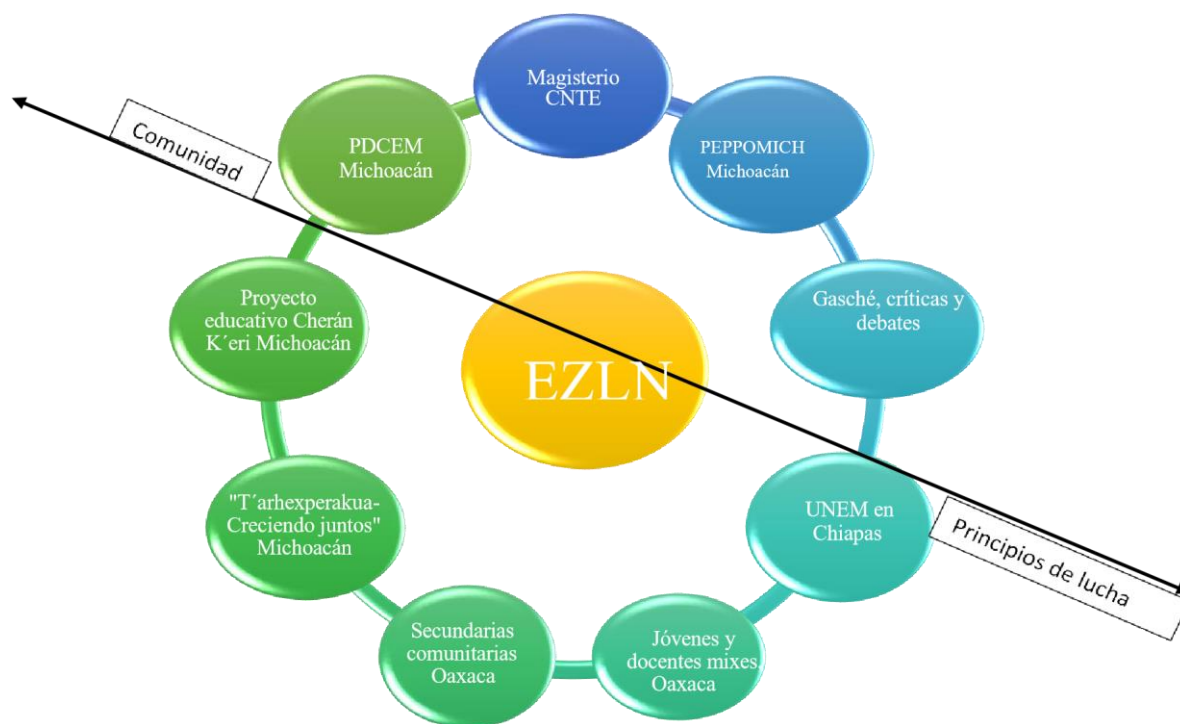 Magisterio
CNTE
PEPPOMICH
Michoacán
Gasché, críticas y
debates
UNEM en
Chiapas
Jóvenes y
docentes mixes,
Oaxaca
Secundarias
comunitarias
Oaxaca
"T´arhexperakua-
Creciendo juntos"
Michoacán
Proyecto
educativo Cherán
K´eri Michoacán
PDCEM
Michoacán
EZLN
Comunidad
Principios de lucha